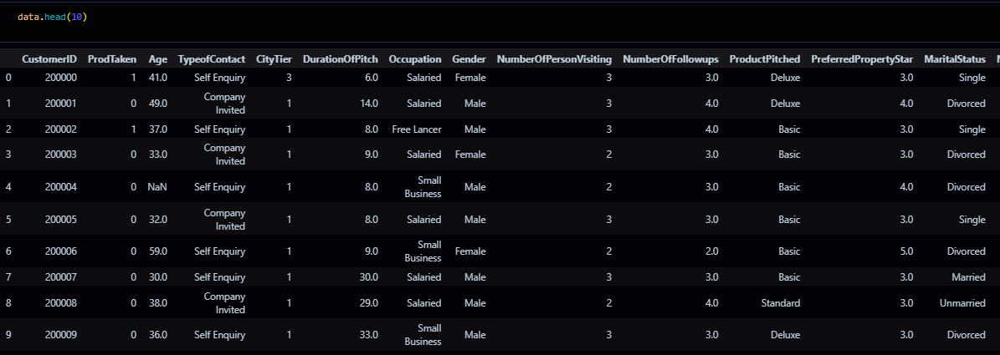 data.head(10)
CustomerID ProdTaken Age TypeofContact CityTier DurationOfPitch Occupation Gender NumberOfPersonVisiting NumberOfFollowups ProductPitched PreferredPropertyStar MaritalStatus
0 200000 1 41.0 Self Enquiry 3 6.0 Salaried Female 3 3.0 Deluxe 3.0 Single
1 200001 0 49.0 Company Invited 1 14.0 Salaried Male 3 4.0 Deluxe 4.0 Divorced
2 200002 1 37.0 Self Enquiry 1 8.0 Free Lancer Male 3 4.0 Basic 3.0 Single
3 200003 0 33.0 Company Invited 1 9.0 Salaried Female 2 3.0 Basic 3.0 Divorced
4 200004 0 NaN Self Enquiry 1 8.0 Small Business Male 2 3.0 Basic 4.0 Divorced
5 200005 0 32.0 Company Invited 1 8.0 Salaried Male 3 3.0 Basic 3.0 Single
6 200006 0 59.0 Self Enquiry 1 9.0 Small Business Female 2 2.0 Basic 5.0 Divorced
7 200007 0 30.0 Self Enquiry 1 30.0 Salaried Male 3 3.0 Basic 3.0 Married
8 200008 0 38.0 Company Invited 1 29.0 Salaried Male 2 4.0 Standard 3.0 Unmarried
9 200009 0 36.0 Self Enquiry 1 33.0 Small Business Male 3 3.0 Deluxe 3.0 Divorced